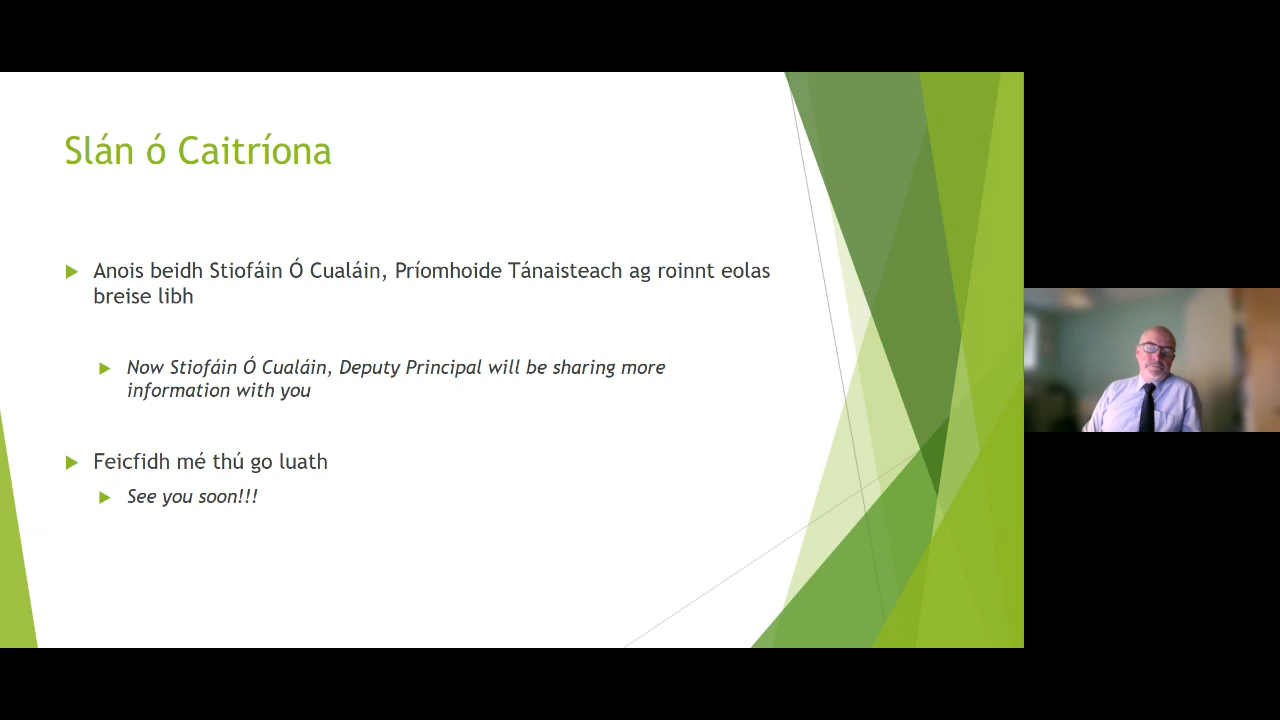 Slán ó Caitríona
Anois beidh Stiofáin Ó Cualáin, Príomhoide Tánaisteach ag roinnt eolas
breise libh
Now Stiofáin Ó Cualáin, Deputy Principal will be sharing more
information with you
Feicfidh mé thú go luath
See you soon!!!